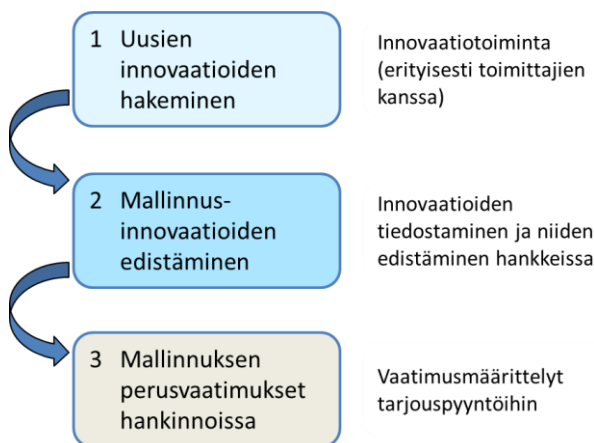 1 Uusien
innovaatioiden
hakeminen
Innovaatiotoiminta
(erityisesti toimittajien
kanssa)
2 Mallinnus-
innovaatioiden
edistäminen
Innovaatioiden
tiedostaminen ja niiden
edistäminen hankkeissa
3 Mallinnuksen
perusvaatimukset
hankinnoissa
Vaatimusmäärittelyt
tarjouspyyntöihin